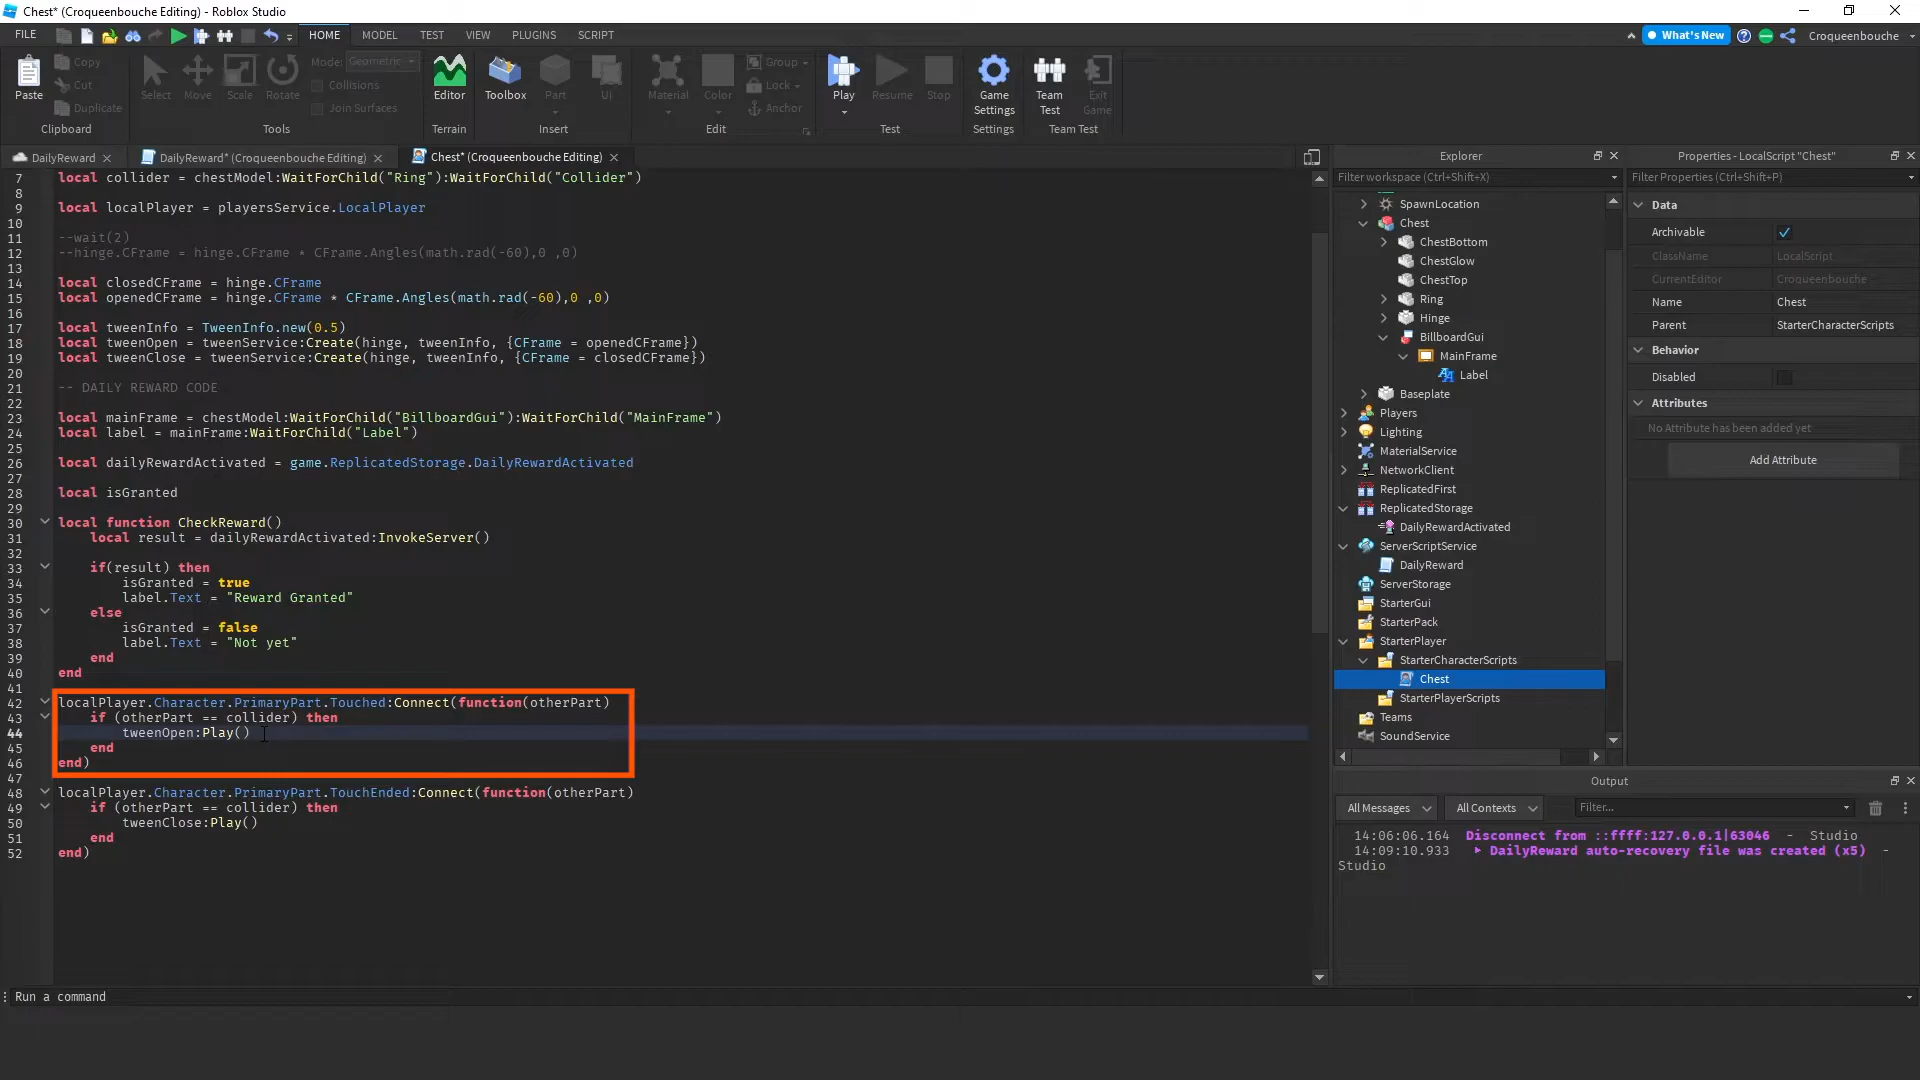 Chest* (Croqueenbouche Editing) - Roblox Studio
FILE HOME MODEL TEST VIEW PLUGINS SCRIPT What's New Croqueenbouche
Paste Copy Cut Duplicate Clipboard
Select Move Scale Rotate Mode: Geometric Collisions Join Surfaces Tools
Editor Terrain
Toolbox Part UI Insert
Material Color Group Lock Anchor Edit
Play Resume Stop Test
Game Settings Settings
Team Test Exit Game Team Test
DailyReward DailyReward* (Croqueenbouche Editing) Chest* (Croqueenbouche Editing)
7 local collider = chestModel:WaitForChild("Ring"):WaitForChild("Collider")
8
9 local localPlayer = playersService.LocalPlayer
10
11 --wait(2)
12 --hinge.CFrame = hinge.CFrame * CFrame.Angles(math.rad(-60),0 ,0)
13
14 local closedCFrame = hinge.CFrame
15 local openedCFrame = hinge.CFrame * CFrame.Angles(math.rad(-60),0 ,0)
16
17 local tweenInfo = TweenInfo.new(0.5)
18 local tweenOpen = tweenService:Create(hinge, tweenInfo, {CFrame = openedCFrame})
19 local tweenClose = tweenService:Create(hinge, tweenInfo, {CFrame = closedCFrame})
20
21 -- DAILY REWARD CODE
22
23 local mainFrame = chestModel:WaitForChild("BillboardGui"):WaitForChild("MainFrame")
24 local label = mainFrame:WaitForChild("Label")
25
26 local dailyRewardActivated = game.ReplicatedStorage.DailyRewardActivated
27
28 local isGranted
29
30 local function CheckReward()
31 local result = dailyRewardActivated:InvokeServer()
32
33 if(result) then
34 isGranted = true
35 label.Text = "Reward Granted"
36 else
37 isGranted = false
38 label.Text = "Not yet"
39 end
40 end
41
42 localPlayer.Character.PrimaryPart.Touched:Connect(function(otherPart)
43 if (otherPart == collider) then
44 tweenOpen:Play()
45 end
46 end)
47
48 localPlayer.Character.PrimaryPart.TouchEnded:Connect(function(otherPart)
49 if (otherPart == collider) then
50 tweenClose:Play()
51 end
52 end)
Explorer
Filter workspace (Ctrl+Shift+X)
SpawnLocation
Chest
ChestBottom
ChestGlow
ChestTop
Ring
Hinge
BillboardGui
MainFrame
Label
Baseplate
Players
Lighting
MaterialService
NetworkClient
ReplicatedFirst
ReplicatedStorage
DailyRewardActivated
ServerScriptService
DailyReward
ServerStorage
StarterGui
StarterPack
StarterPlayer
StarterCharacterScripts
Chest
StarterPlayerScripts
Teams
SoundService
Properties - LocalScript "Chest"
Filter Properties (Ctrl+Shift+P)
Data
Archivable
ClassName LocalScript
CurrentEditor Croqueenbouche
Name Chest
Parent StarterCharacterScripts
Behavior
Disabled
Attributes
No Attribute has been added yet
Add Attribute
Output
All Messages All Contexts Filter...
14:06:06.164 Disconnect from ::ffff:127.0.0.1|63046 - Studio
14:09:10.933 DailyReward auto-recovery file was created (x5) -
Studio
Run a command